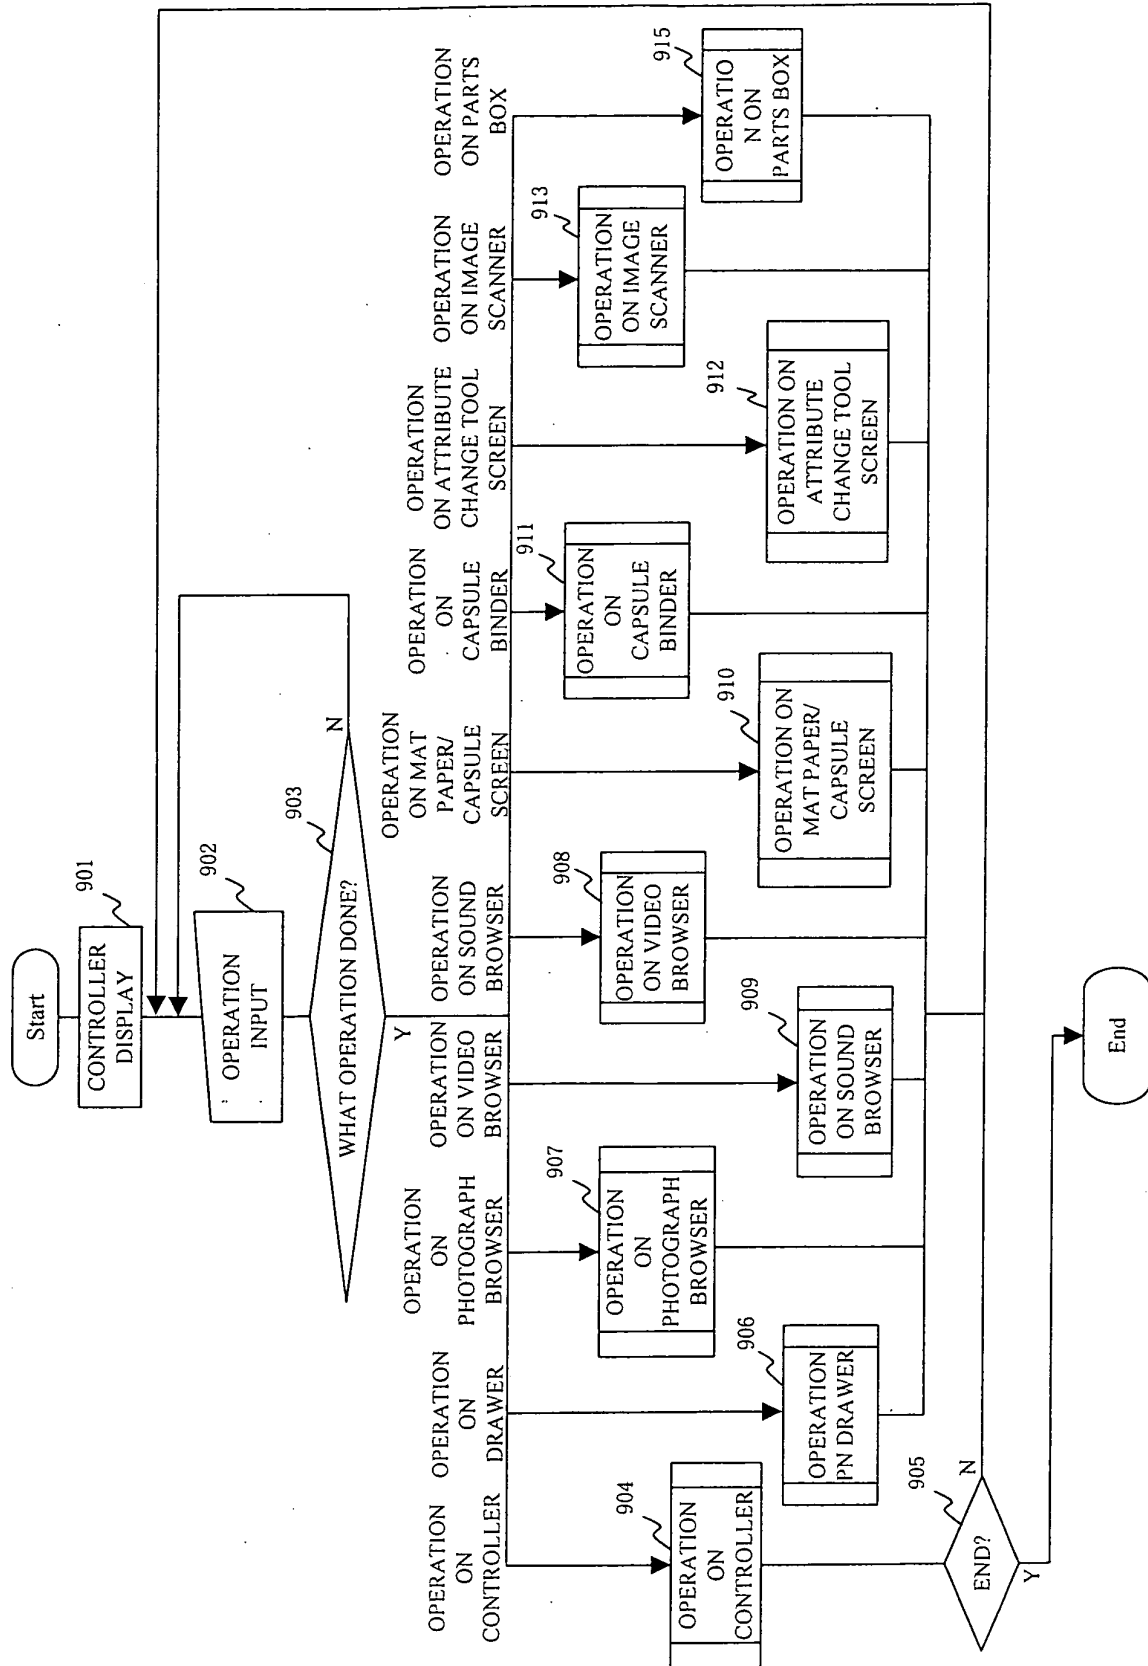 Start
CONTROLLER
DISPLAY
901
OPERATION
INPUT
902
WHAT OPERATION DONE?
903
N
Y
OPERATION
ON
CONTROLLER
OPERATION
ON
DRAWER
OPERATION
ON
PHOTOGRAPH
BROWSER
OPERATION
ON VIDEO
BROWSER
OPERATION
ON SOUND
BROWSER
OPERATION
ON MAT
PAPER/
CAPSULE
SCREEN
OPERATION
ON
CAPSULE
BINDER
OPERATION
ON ATTRIBUTE
CHANGE TOOL
SCREEN
OPERATION
ON IMAGE
SCANNER
OPERATION
ON PARTS
BOX
904
OPERATION
ON
CONTROLLER
906
OPERATION
PN DRAWER
907
OPERATION
ON
PHOTOGRAPH
BROWSER
909
OPERATION
ON SOUND
BROWSER
908
OPERATION
ON VIDEO
BROWSER
910
OPERATION ON
MAT PAPER/
CAPSULE
SCREEN
911
OPERATION
ON
CAPSULE
BINDER
912
OPERATION ON
ATTRIBUTE
CHANGE TOOL
SCREEN
913
OPERATION
ON IMAGE
SCANNER
915
OPERATIO
N ON
PARTS BOX
905
END?
N
Y
End